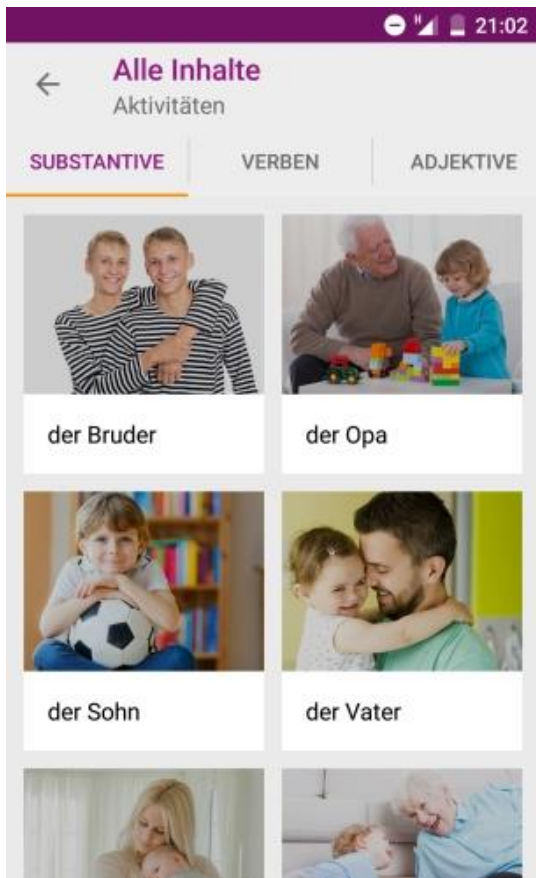 H 21:02
Alle Inhalte
Aktivitäten
SUBSTANTIVE VERBEN ADJEKTIVE
der Bruder der Opa
der Sohn der Vater